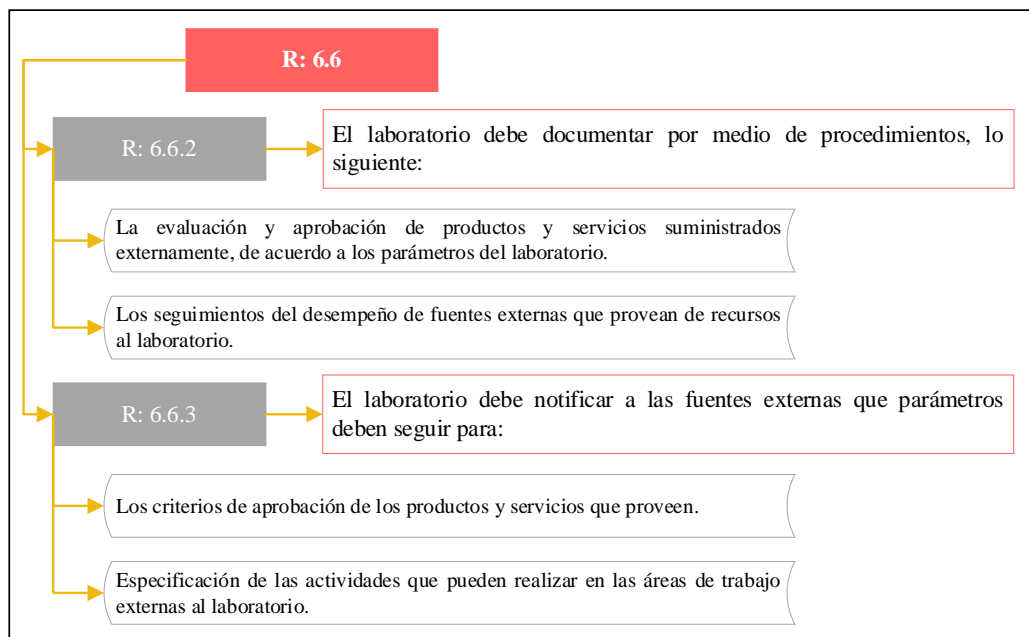 R: 6.6
R: 6.6.2
El laboratorio debe documentar por medio de procedimientos, lo
siguiente:
La evaluación y aprobación de productos y servicios suministrados
externamente, de acuerdo a los parámetros del laboratorio.
Los seguimientos del desempeño de fuentes externas que provean de recursos
al laboratorio.
R: 6.6.3
El laboratorio debe notificar a las fuentes externas que parámetros
deben seguir para:
Los criterios de aprobación de los productos y servicios que proveen.
Especificación de las actividades que pueden realizar en las áreas de trabajo
externas al laboratorio.